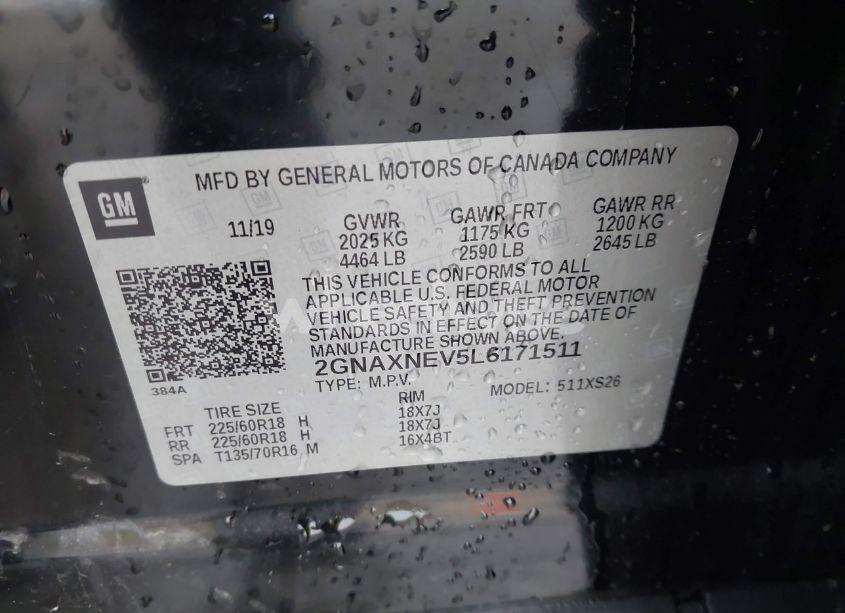 MFD BY GENERAL MOTORS OF CANADA COMPANY
GM
11/19 GVWR GAWR FRT GAWR RR
2025 KG 1175 KG 1200 KG
4464 LB 2590 LB 2645 LB
THIS VEHICLE CONFORMS TO ALL
APPLICABLE U.S. FEDERAL MOTOR
VEHICLE SAFETY AND THEFT PREVENTION
STANDARDS IN EFFECT ON THE DATE OF
MANUFACTURE SHOWN ABOVE.
2GNAXNEV5L6171511
384A
TYPE: M.P.V. MODEL: 511XS26
TIRE SIZE RIM
FRT 225/60R18 H 18X7J
RR 225/60R18 H 18X7J
SPA T135/70R16 M 16X4BT